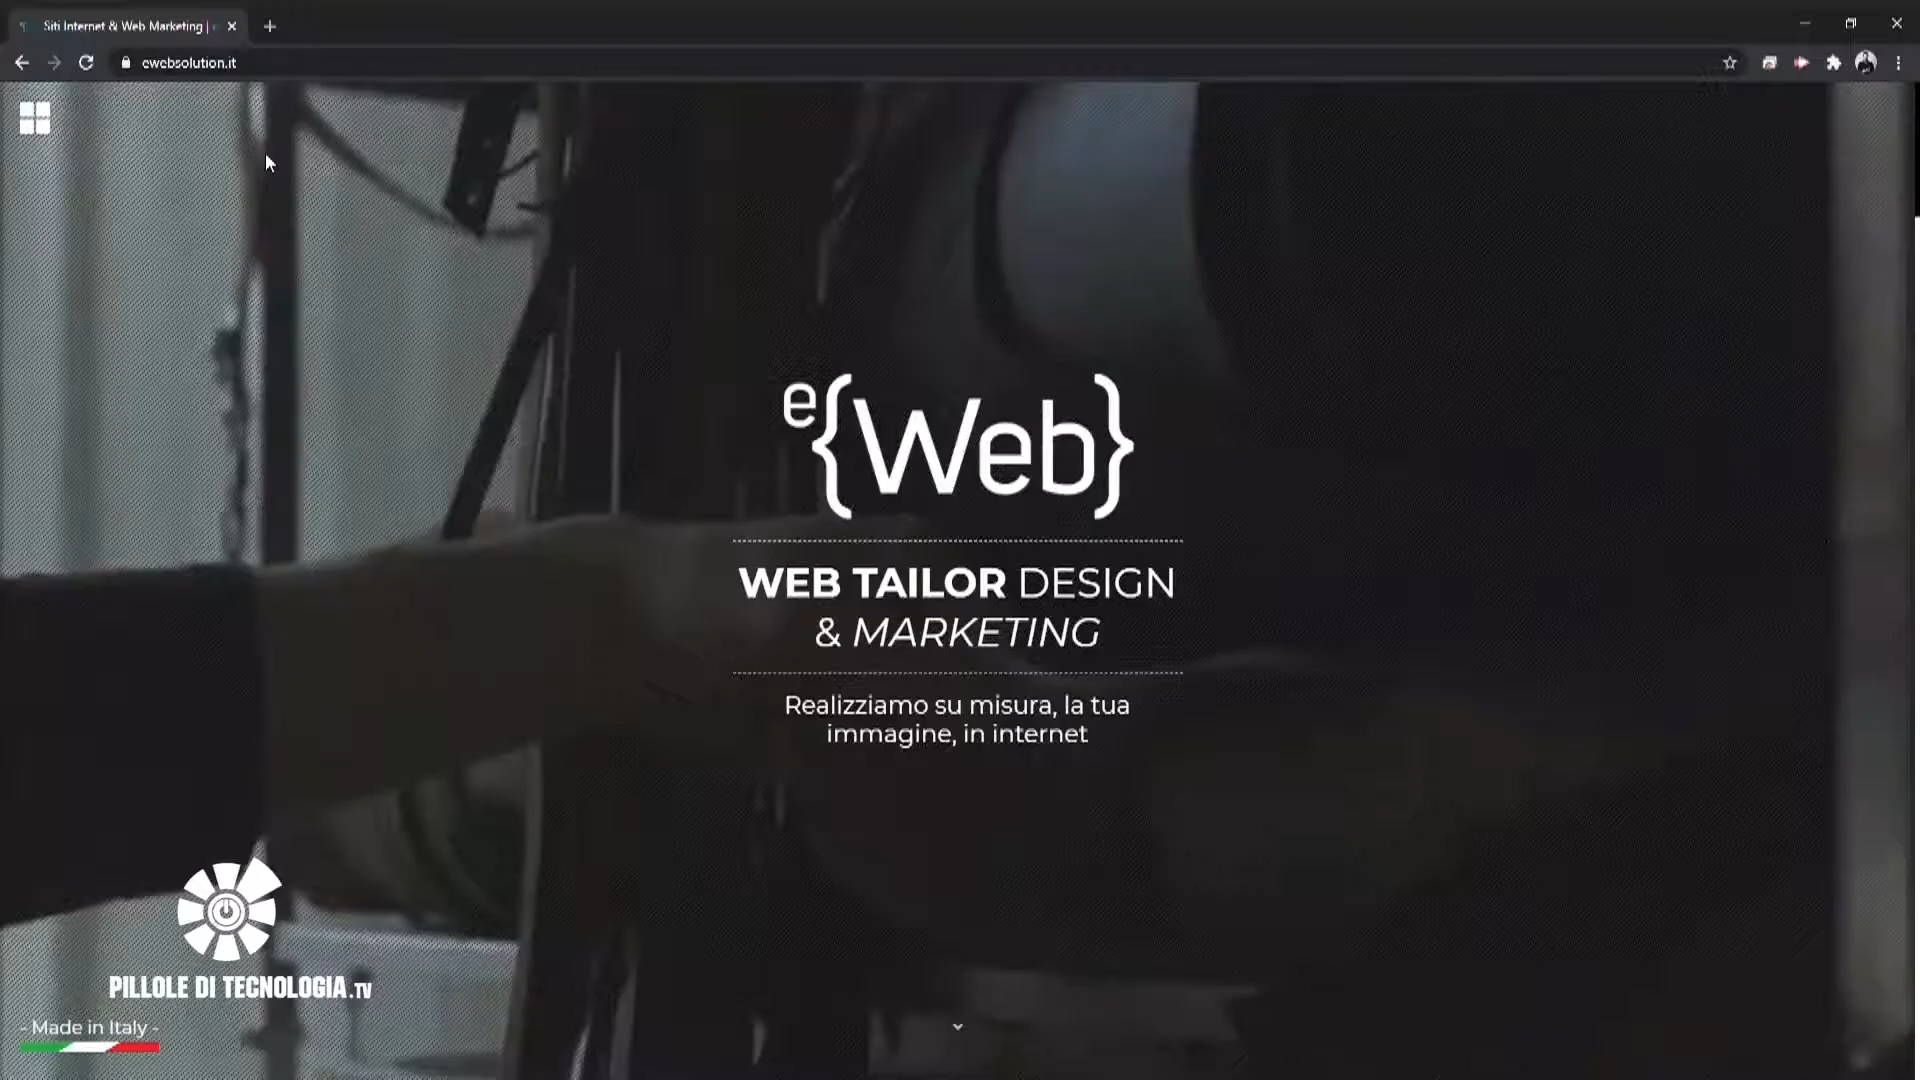 Siti Internet & Web Marketing |
ewebsolution.it
e{Web}
WEB TAILOR DESIGN
& MARKETING
Realizziamo su misura, la tua
immagine, in internet
PILLOLE DI TECNOLOGIA.TV
- Made in Italy -